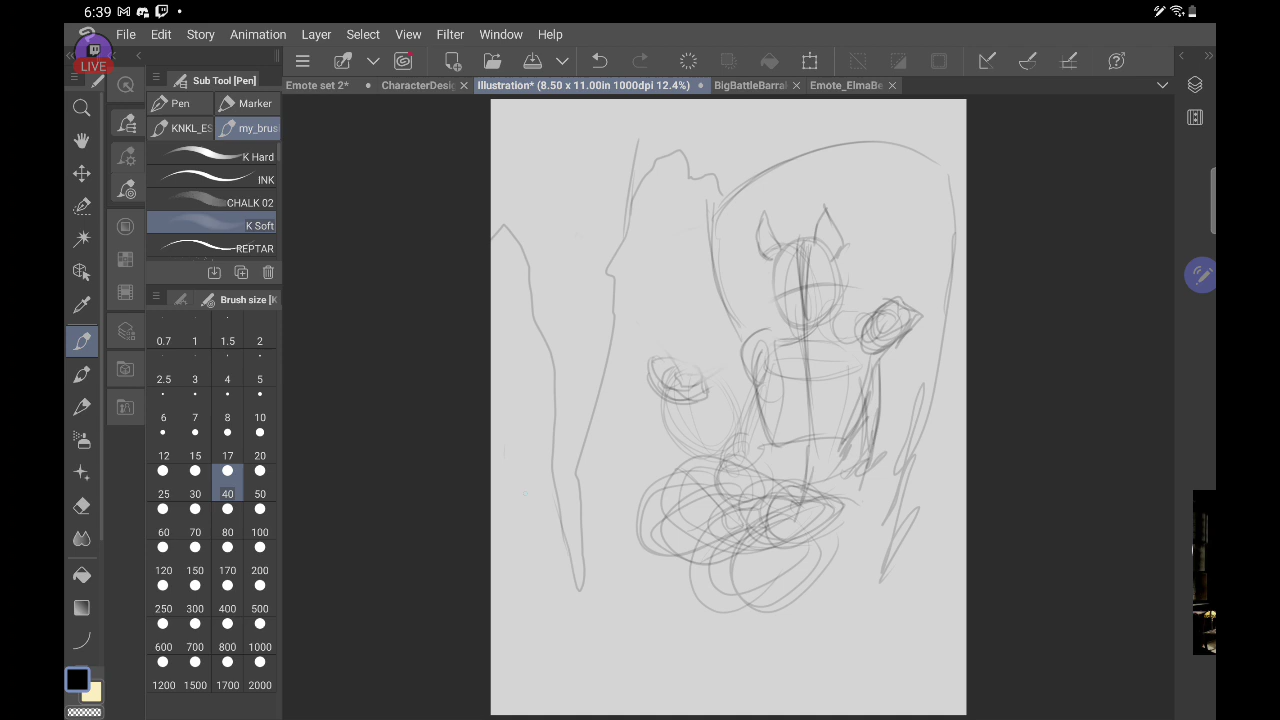 6:39
File Edit Story Animation Layer Select View Filter Window Help
LIVE
Sub Tool [Pen]
Emote set 2* CharacterDesi Illustration* (8.50 x 11.00in 1000dpi 12.4%) BigBattleBarral Emote_ElmaBe
Pen Marker
KNKL_ES my_brus
K Hard
INK
CHALK 02
K Soft
REPTAR
Brush size [K
0.7 1 1.5 2
2.5 3 4 5
6 7 8 10
12 15 17 20
25 30 40 50
60 70 80 100
120 150 170 200
250 300 400 500
600 700 800 1000
1200 1500 1700 2000